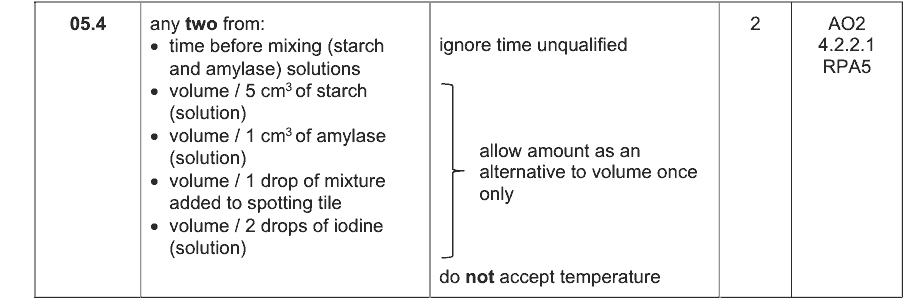 05.4
any two from:
• time before mixing (starch
and amylase) solutions
• volume / 5 cm³ of starch
(solution)
• volume / 1 cm³ of amylase
(solution)
• volume / 1 drop of mixture
added to spotting tile
• volume / 2 drops of iodine
(solution)
ignore time unqualified
allow amount as an
alternative to volume once
only
do not accept temperature
2
AO2
4.2.2.1
RPA5